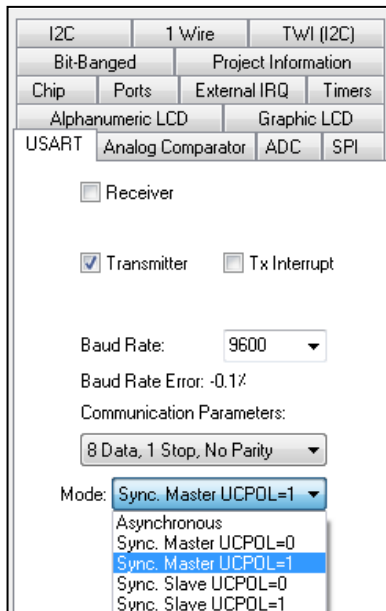 I2C 1 Wire TWI (I2C)
Bit-Banged Project Information
Chip Ports External IRQ Timers
Alphanumeric LCD Graphic LCD
USART Analog Comparator ADC SPI
Receiver
Transmitter Tx Interrupt
Baud Rate: 9600
Baud Rate Error: -0.1%
Communication Parameters:
8 Data, 1 Stop, No Parity
Mode: Sync. Master UCPOL=1
Asynchronous
Sync. Master UCPOL=0
Sync. Master UCPOL=1
Sync. Slave UCPOL=0
Sync. Slave UCPOL=1